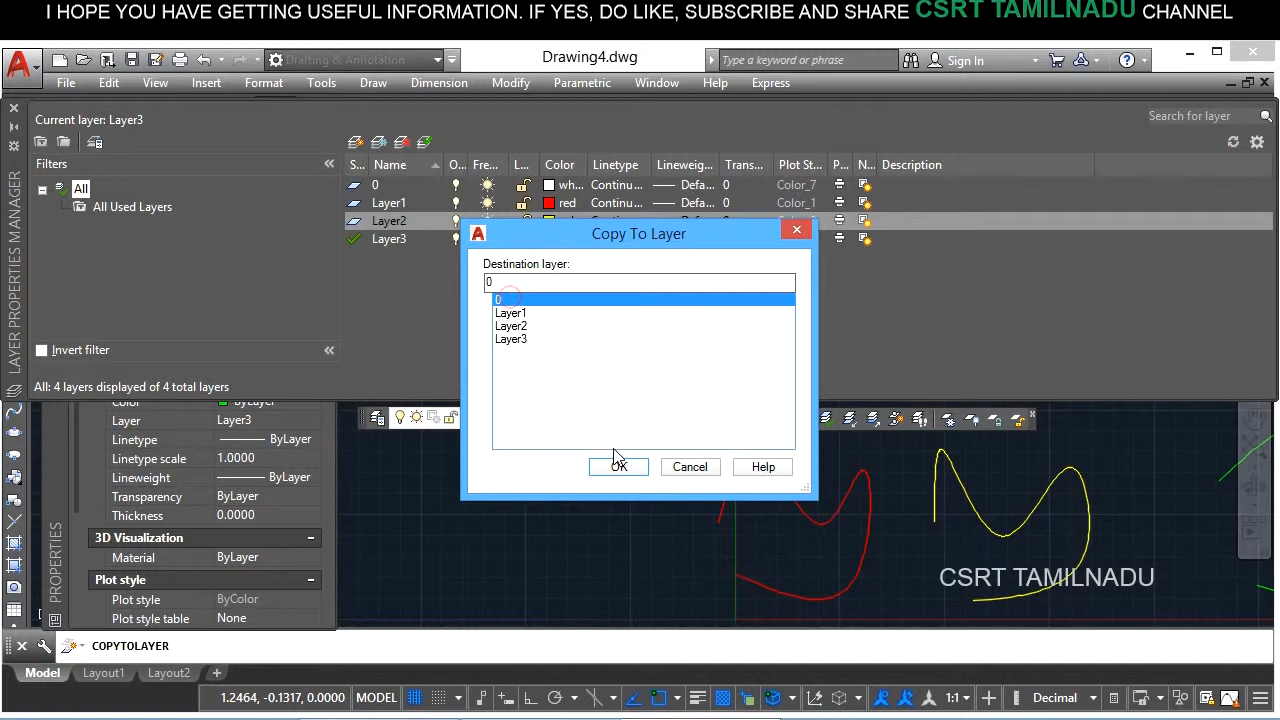 I HOPE YOU HAVE GETTING USEFUL INFORMATION. IF YES, DO LIKE, SUBSCRIBE AND SHARE CSRT TAMILNADU CHANNEL
Drafting & Annotation
Drawing4.dwg
Type a keyword or phrase
Sign In
File Edit View Insert Format Tools Draw Dimension Modify Parametric Window Help Express
Current layer: Layer3
Search for layer
Filters
S... Name O.. Fre... L... Color Linetype Lineweig... Trans... Plot St... P... N... Description
All
0 wh... Continu... Defa... 0 Color_7
All Used Layers
Layer1 red Continu... Defa... 0 Color_1
Layer2
Layer3
LAYER PROPERTIES MANAGER
Invert filter
All: 4 layers displayed of 4 total layers
Copy To Layer
Destination layer:
0
0
Layer1
Layer2
Layer3
OK Cancel Help
Color ByLayer
Layer Layer3
Linetype ByLayer
Linetype scale 1.0000
Lineweight ByLayer
Transparency ByLayer
Thickness 0.0000
3D Visualization
Material ByLayer
Plot style
Plot style ByColor
Plot style table None
PROPERTIES
CSRT TAMILNADU
COPYTOLAYER
Model Layout1 Layout2 +
1.2464, -0.1317, 0.0000 MODEL 1:1 Decimal